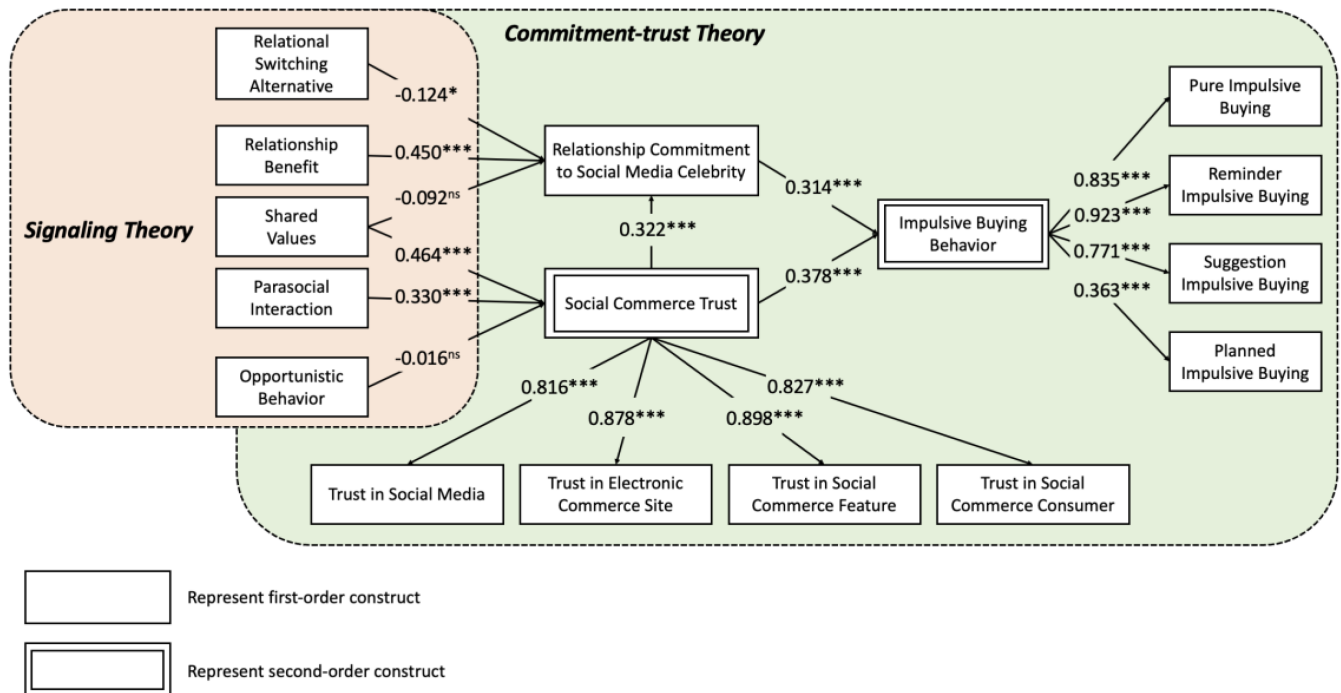 Commitment-trust Theory
Signaling Theory
Relational
Switching
Alternative
Relationship
Benefit
Shared
Values
Parasocial
Interaction
Opportunistic
Behavior
-0.124*
0.450***
-0.092ns
0.464***
0.330***
-0.016ns
Relationship Commitment
to Social Media Celebrity
0.322***
Social Commerce Trust
0.314***
0.378***
Impulsive Buying
Behavior
0.835***
0.923***
0.771***
0.363***
Pure Impulsive
Buying
Reminder
Impulsive Buying
Suggestion
Impulsive Buying
Planned
Impulsive Buying
0.816***
0.878***
0.898***
0.827***
Trust in Social Media
Trust in Electronic
Commerce Site
Trust in Social
Commerce Feature
Trust in Social
Commerce Consumer
Represent first-order construct
Represent second-order construct